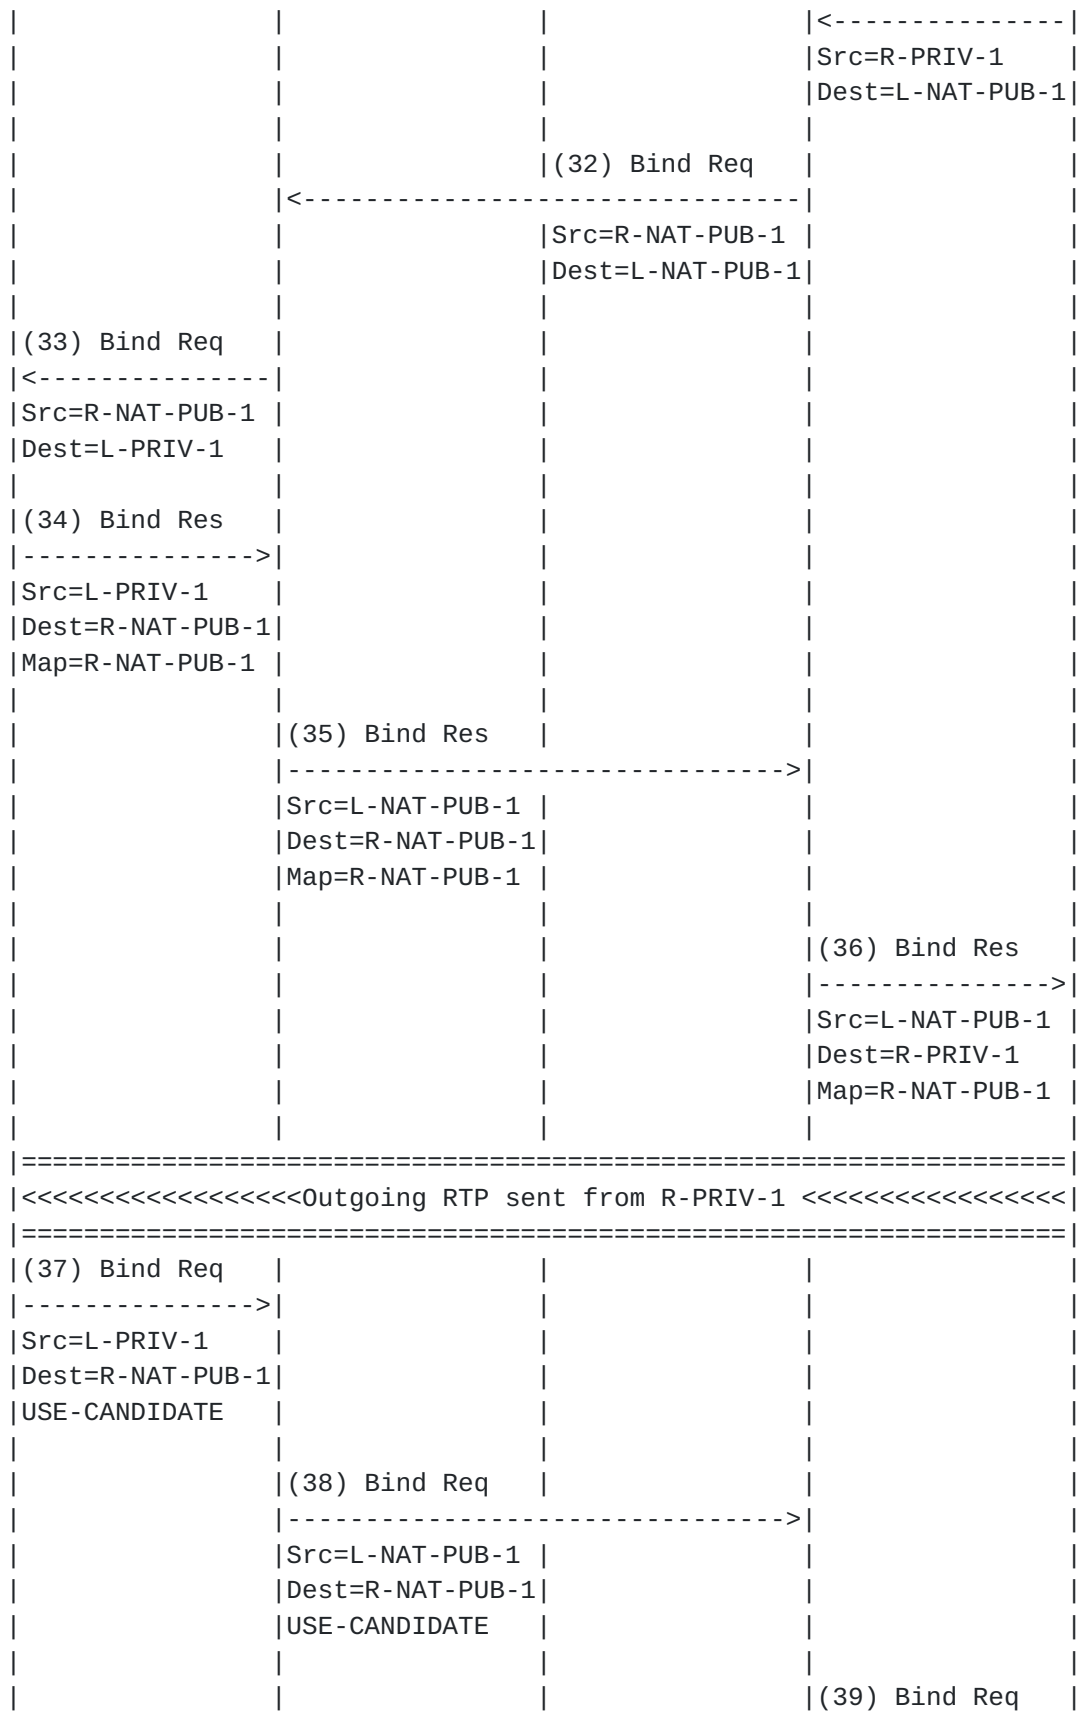 |                |                |                |<---------------|
|                |                |                |Src=R-PRIV-1    |
|                |                |                |Dest=L-NAT-PUB-1|
|                |                |                |                |
|                |                |(32) Bind Req   |                |
|                |<--------------------------------|                |
|                |                |Src=R-NAT-PUB-1 |                |
|                |                |Dest=L-NAT-PUB-1|                |
|                |                |                |                |
|(33) Bind Req   |                |                |                |
|<----------------|                |                |                |
|Src=R-NAT-PUB-1 |                |                |                |
|Dest=L-PRIV-1   |                |                |                |
|                |                |                |                |
|(34) Bind Res   |                |                |                |
|--------------->|                |                |                |
|Src=L-PRIV-1    |                |                |                |
|Dest=R-NAT-PUB-1|                |                |                |
|Map=R-NAT-PUB-1 |                |                |                |
|                |                |                |                |
|                |(35) Bind Res   |                |                |
|                |-------------------------------->|                |
|                |Src=L-NAT-PUB-1 |                |                |
|                |Dest=R-NAT-PUB-1|                |                |
|                |Map=R-NAT-PUB-1 |                |                |
|                |                |                |                |
|                |                |                |(36) Bind Res   |
|                |                |                |--------------->|
|                |                |                |Src=L-NAT-PUB-1 |
|                |                |                |Dest=R-PRIV-1   |
|                |                |                |Map=R-NAT-PUB-1 |
|                |                |                |                |
|===================================================================|
|<<<<<<<<<<<<<<<<<<Outgoing RTP sent from R-PRIV-1 <<<<<<<<<<<<<<<<<|
|===================================================================|
|(37) Bind Req   |                |                |                |
|--------------->|                |                |                |
|Src=L-PRIV-1    |                |                |                |
|Dest=R-NAT-PUB-1|                |                |                |
|USE-CANDIDATE   |                |                |                |
|                |                |                |                |
|                |(38) Bind Req   |                |                |
|                |-------------------------------->|                |
|                |Src=L-NAT-PUB-1 |                |                |
|                |Dest=R-NAT-PUB-1|                |                |
|                |USE-CANDIDATE   |                |                |
|                |                |                |                |
|                |                |                |(39) Bind Req   |